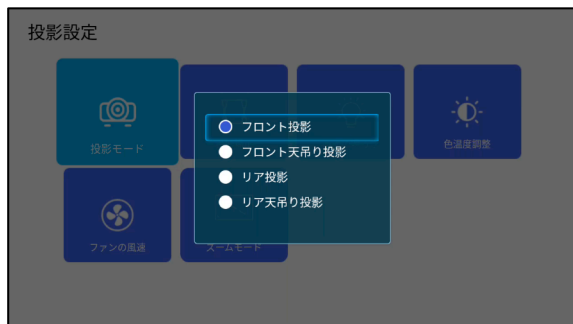 投影設定
フロント投影
フロント天吊り投影
リア投影
リア天吊り投影
投影モード
色温度調整
ファンの風速
ズームモード